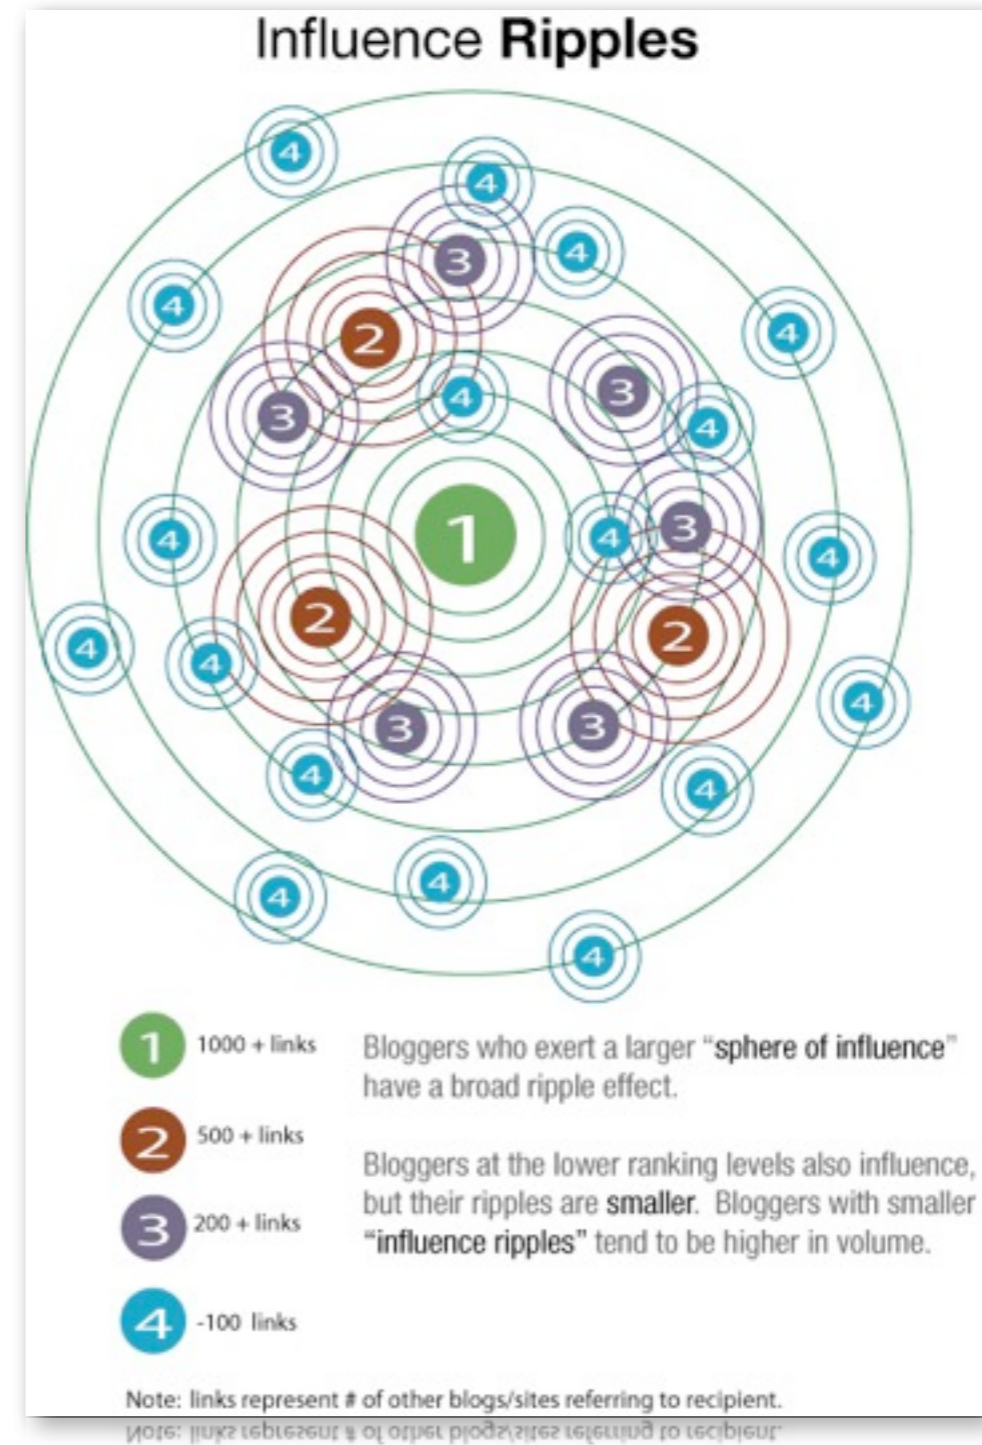 Influence Ripples
4
4
4
3
4
4
2
4
3
4
3
4
1
3
4
4
4
2
2
4
4
4
3
3
4
4
4
4
4
1 1000 + links
Bloggers who exert a larger “sphere of influence”
have a broad ripple effect.
2 500 + links
Bloggers at the lower ranking levels also influence,
but their ripples are smaller. Bloggers with smaller
“influence ripples” tend to be higher in volume.
3 200 + links
4 -100 links
Note: links represent # of other blogs/sites referring to recipient.